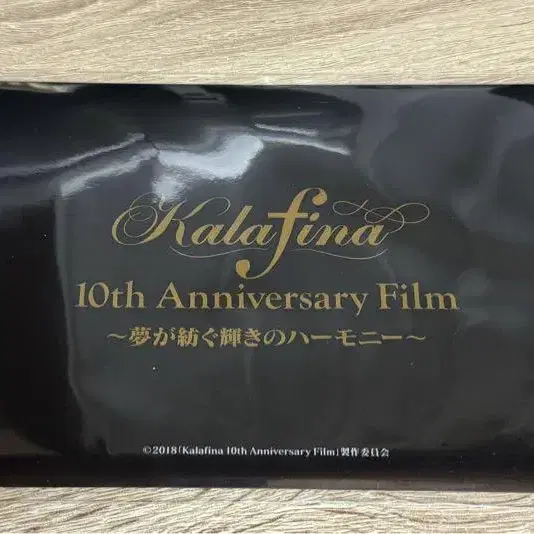 Kalafina
10th Anniversary Film
～夢が紡ぐ輝きのハーモニー～
©2018「Kalafina 10th Anniversary Film」製作委員会